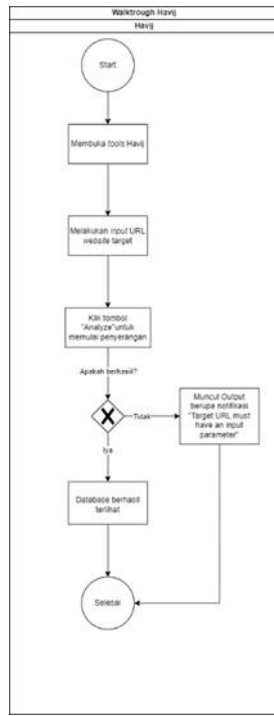 Walktrough Havij
Havij
Start
Membuka tools Havij
Melakukan input URL
website target
Klik tombol
"Analyze"untuk
memulai penyerangan
Apakah berhasil?
Tidak
Muncul Output
berupa notifikasi
"Target URL must
have an input
parameter"
Iya
Database berhasil
terlihat
Selesai